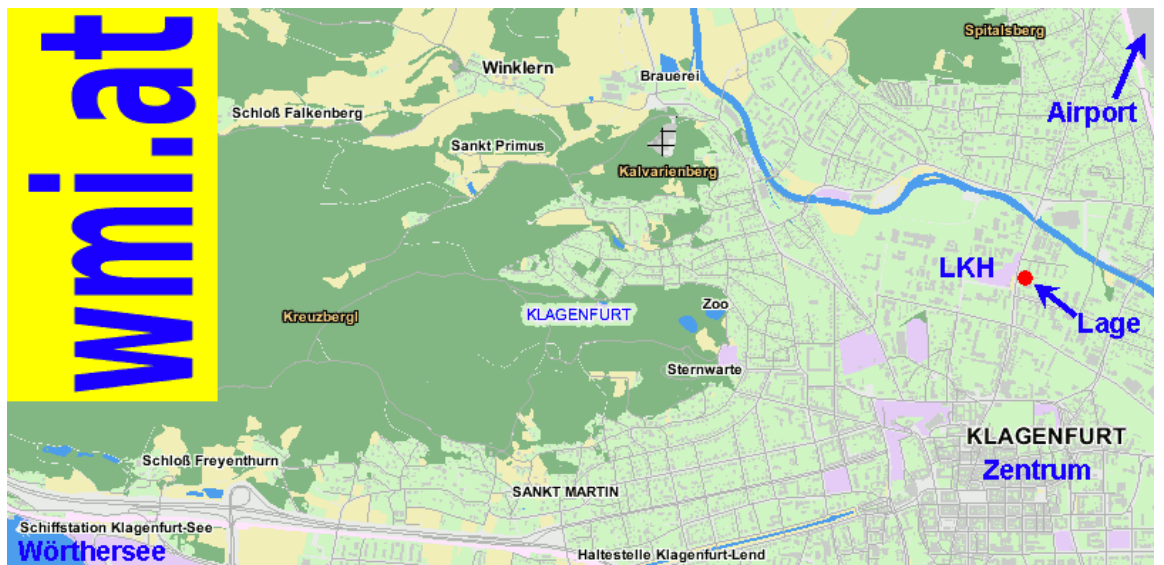 wmi.at
Spitalsberg
Winklern
Brauerei
Airport
Schloß Falkenberg
Sankt Primus
Kalvarienberg
LKH
Zoo
Kreuzbergl
KLAGENFURT
Lage
Sternwarte
KLAGENFURT
Zentrum
Schloß Freyenthurn
SANKT MARTIN
Schiffstation Klagenfurt-See
Wörthersee
Haltestelle Klagenfurt-Lend